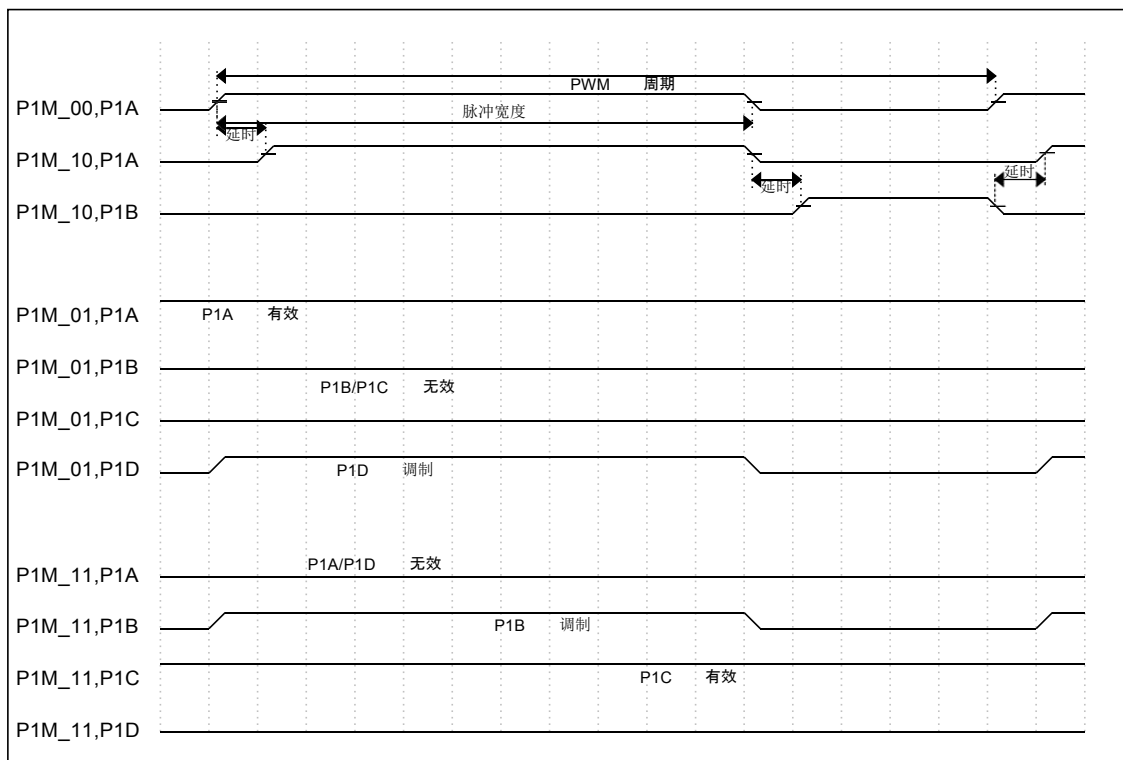 PWM 周期
P1M_00,P1A
脉冲宽度
延时
P1M_10,P1A
延时
延时
P1M_10,P1B
P1M_01,P1A
P1A 有效
P1M_01,P1B
P1B/P1C 无效
P1M_01,P1C
P1M_01,P1D
P1D 调制
P1A/P1D 无效
P1M_11,P1A
P1M_11,P1B
P1B 调制
P1M_11,P1C
P1C 有效
P1M_11,P1D